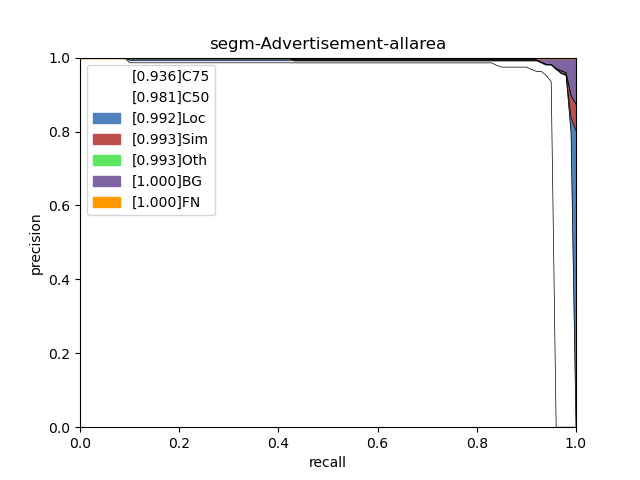 segm-Advertisement-allarea
1.0
0.8
0.6
0.4
0.2
0.0
precision
[0.936]C75
[0.981]C50
[0.992]Loc
[0.993]Sim
[0.993]Oth
[1.000]BG
[1.000]FN
0.0 0.2 0.4 0.6 0.8 1.0
recall